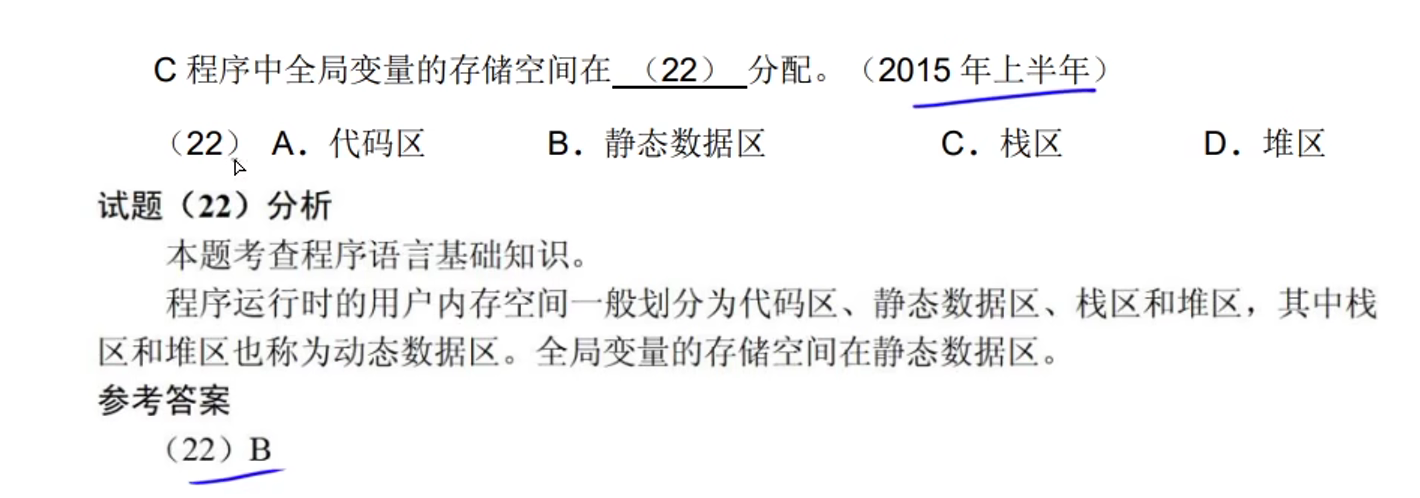 C 程序中全局变量的存储空间在 （22） 分配。（2015 年上半年）
（22） A．代码区 B．静态数据区 C．栈区 D．堆区
试题（22）分析
本题考查程序语言基础知识。
程序运行时的用户内存空间一般划分为代码区、静态数据区、栈区和堆区，其中栈
区和堆区也称为动态数据区。全局变量的存储空间在静态数据区。
参考答案
（22）B